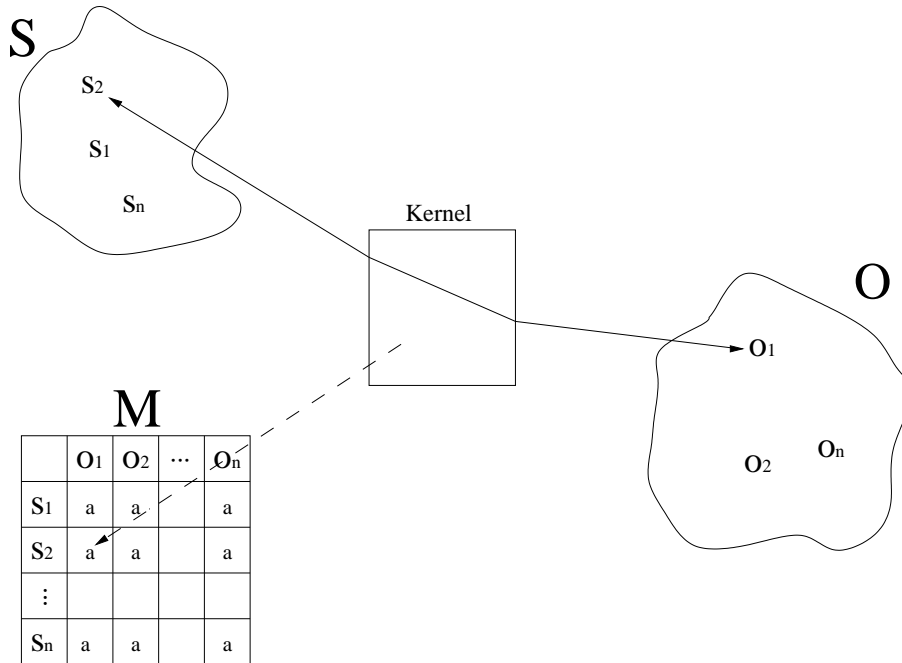 S
S2
S1
Sn
Kernel
O
O1
O2
On
M
O1 O2 ... On
S1 a a a
S2 a a a
⋮
Sn a a a